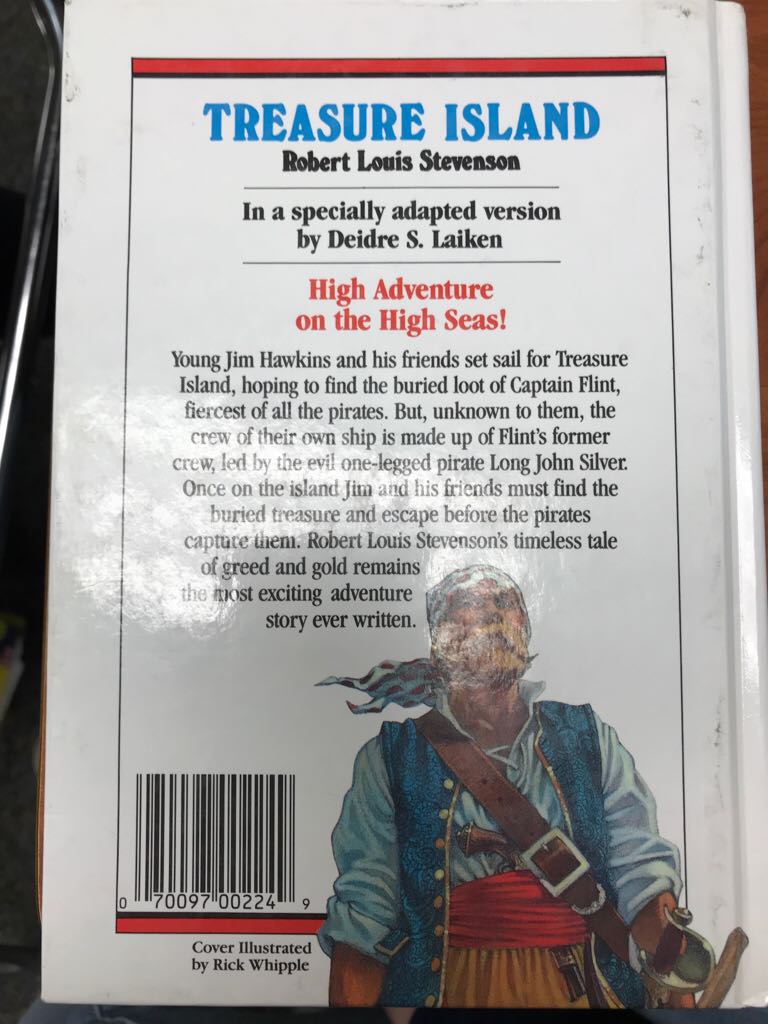 TREASURE ISLAND
Robert Louis Stevenson
In a specially adapted version
by Deidre S. Laiken
High Adventure
on the High Seas!
Young Jim Hawkins and his friends set sail for Treasure
Island, hoping to find the buried loot of Captain Flint,
fiercest of all the pirates. But, unknown to them, the
crew of their own ship is made up of Flint's former
crew, led by the evil one-legged pirate Long John Silver.
Once on the island Jim and his friends must find the
buried treasure and escape before the pirates
capture them. Robert Louis Stevenson's timeless tale
of greed and gold remains
the most exciting adventure
story ever written.
0 70097 00224 9
Cover Illustrated
by Rick Whipple